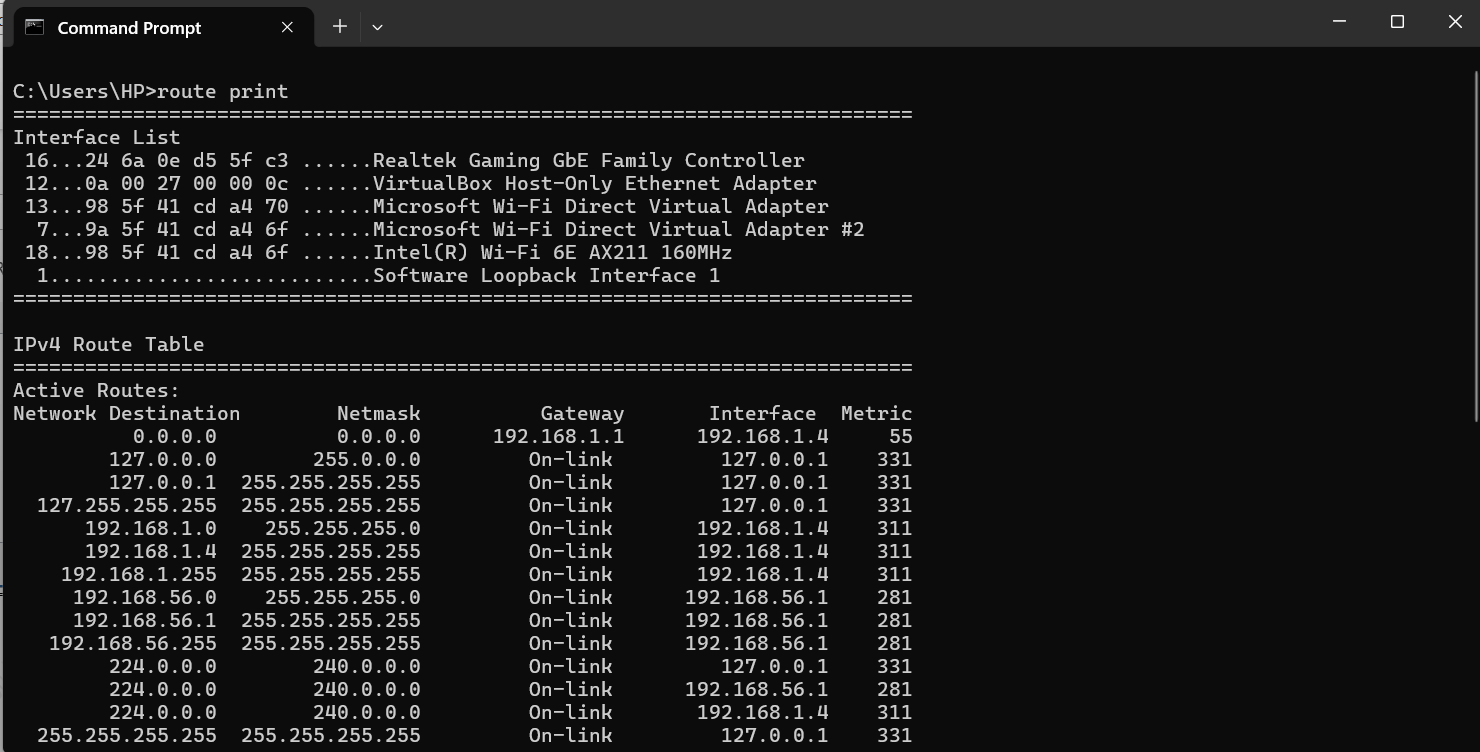 Command Prompt
C:\Users\HP>route print
===========================================================================
Interface List
 16...24 6a 0e d5 5f c3 ......Realtek Gaming GbE Family Controller
 12...0a 00 27 00 00 0c ......VirtualBox Host-Only Ethernet Adapter
 13...98 5f 41 cd a4 70 ......Microsoft Wi-Fi Direct Virtual Adapter
  7...9a 5f 41 cd a4 6f ......Microsoft Wi-Fi Direct Virtual Adapter #2
 18...98 5f 41 cd a4 6f ......Intel(R) Wi-Fi 6E AX211 160MHz
  1...........................Software Loopback Interface 1
===========================================================================
IPv4 Route Table
===========================================================================
Active Routes:
Network Destination        Netmask          Gateway       Interface  Metric
          0.0.0.0          0.0.0.0      192.168.1.1      192.168.1.4     55
        127.0.0.0        255.0.0.0         On-link         127.0.0.1    331
        127.0.0.1  255.255.255.255         On-link         127.0.0.1    331
  127.255.255.255  255.255.255.255         On-link         127.0.0.1    331
      192.168.1.0    255.255.255.0         On-link       192.168.1.4    311
      192.168.1.4  255.255.255.255         On-link       192.168.1.4    311
    192.168.1.255  255.255.255.255         On-link       192.168.1.4    311
     192.168.56.0    255.255.255.0         On-link      192.168.56.1    281
     192.168.56.1  255.255.255.255         On-link      192.168.56.1    281
   192.168.56.255  255.255.255.255         On-link      192.168.56.1    281
        224.0.0.0        240.0.0.0         On-link         127.0.0.1    331
        224.0.0.0        240.0.0.0         On-link      192.168.56.1    281
        224.0.0.0        240.0.0.0         On-link       192.168.1.4    311
  255.255.255.255  255.255.255.255         On-link         127.0.0.1    331